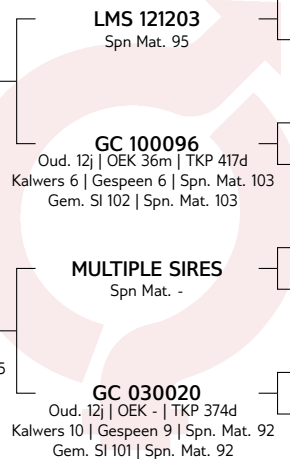 LMS 121203
Spn Mat. 95
GC 100096
Oud. 12j | OEK 36m | TKP 417d
Kalwers 6 | Gespeen 6 | Spn. Mat. 103
Gem. SI 102 | Spn. Mat. 103
MULTIPLE SIRES
Spn Mat. -
GC 030020
Oud. 12j | OEK - | TKP 374d
Kalwers 10 | Gespeen 9 | Spn. Mat. 92
Gem. SI 101 | Spn. Mat. 92